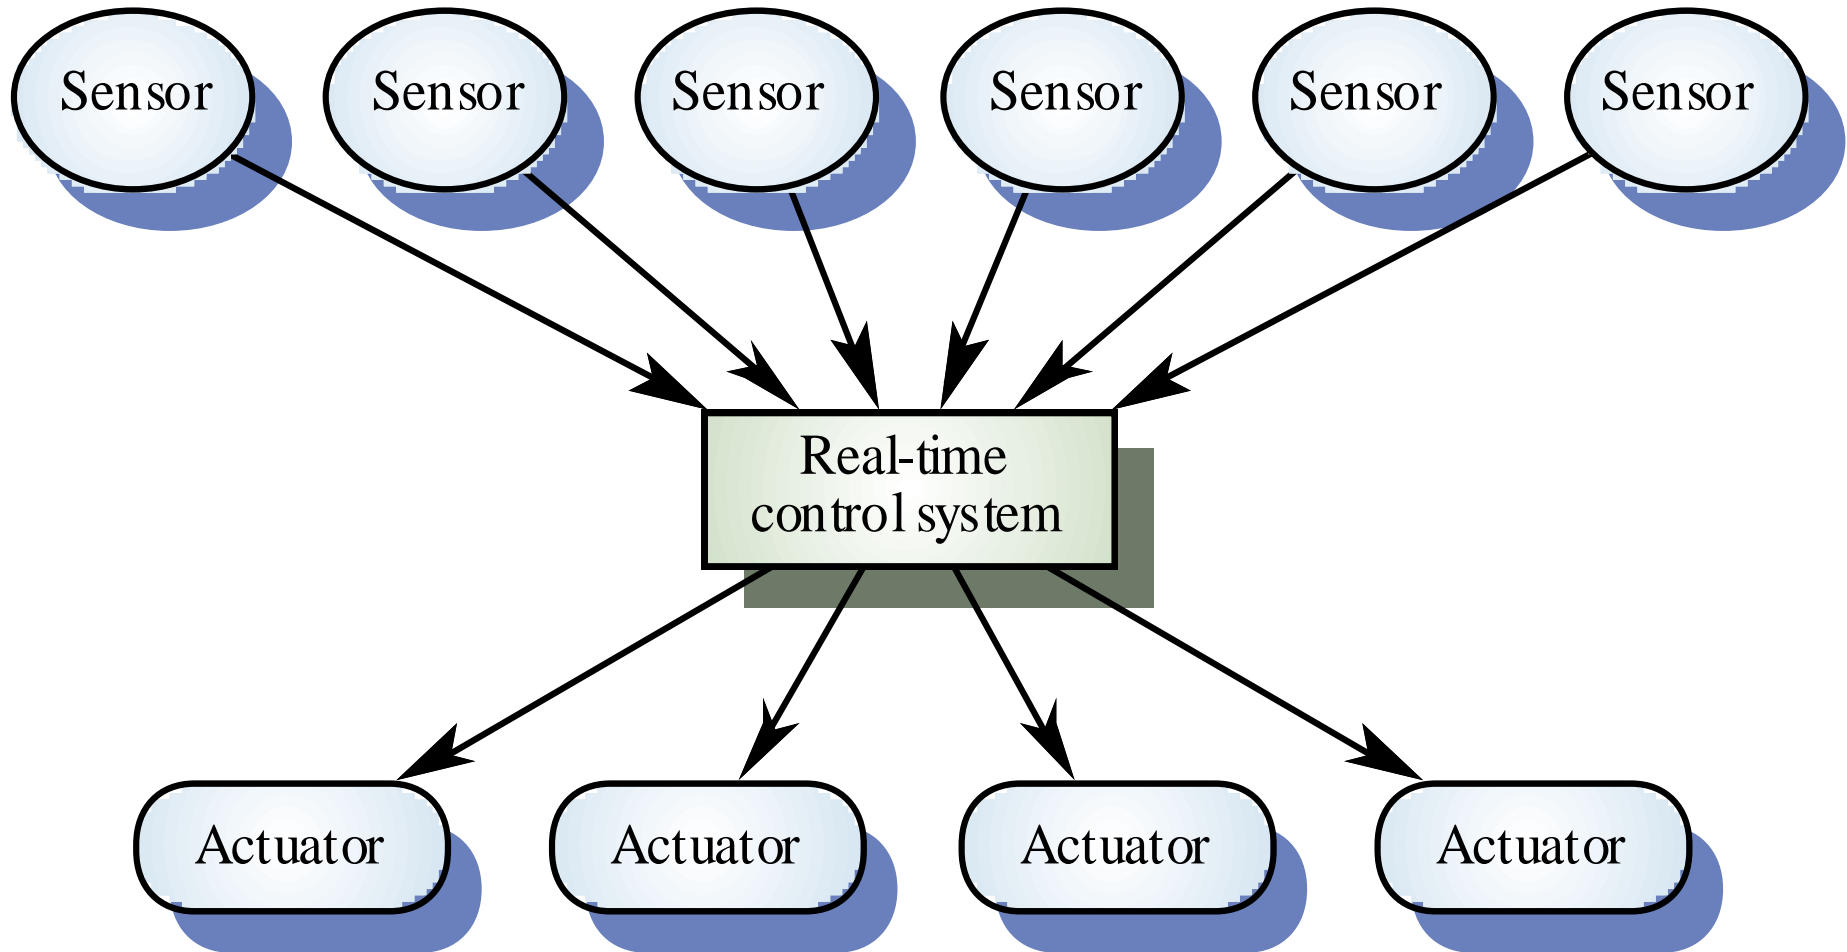 Sensor
Sensor
Sensor
Sensor
Sensor
Sensor
Real-time
control system
Actuator
Actuator
Actuator
Actuator